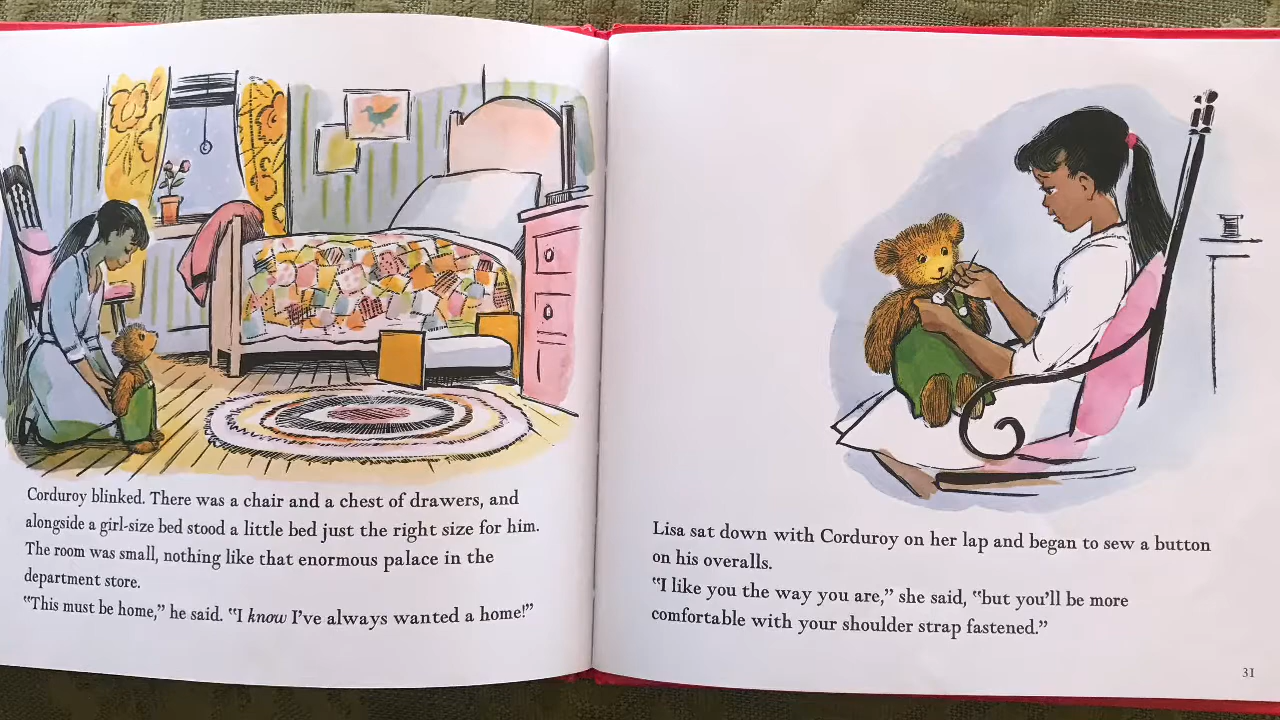 Corduroy blinked. There was a chair and a chest of drawers, and
alongside a girl-size bed stood a little bed just the right size for him.
The room was small, nothing like that enormous palace in the
department store.
“This must be home,” he said. “I know I’ve always wanted a home!”
Lisa sat down with Corduroy on her lap and began to sew a button
on his overalls.
“I like you the way you are,” she said, “but you’ll be more
comfortable with your shoulder strap fastened.”
31